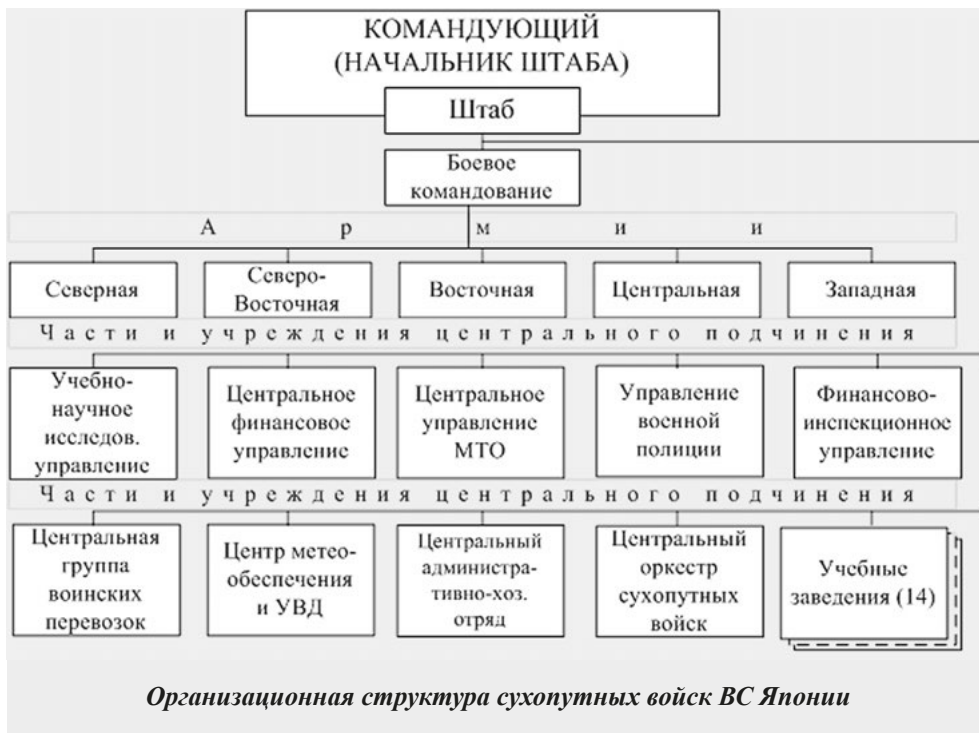 КОМАНДУЮЩИЙ
(НАЧАЛЬНИК ШТАБА)
Штаб
Боевое
командование
Армии
Северная
Северо-
Восточная
Восточная
Центральная
Западная
Части и учреждения центрального подчинения
Учебно-
научное
исследов.
управление
Центральное
финансовое
управление
Центральное
управление
МТО
Управление
военной
полиции
Финансово-
инспекционное
управление
Части и учреждения центрального подчинения
Центральная
группа
воинских
перевозок
Центр метео-
обеспечения
и УВД
Центральный
администра-
тивно-хоз.
отряд
Центральный
оркестр
сухопутных
войск
Учебные
заведения (14)
Организационная структура сухопутных войск ВС Японии